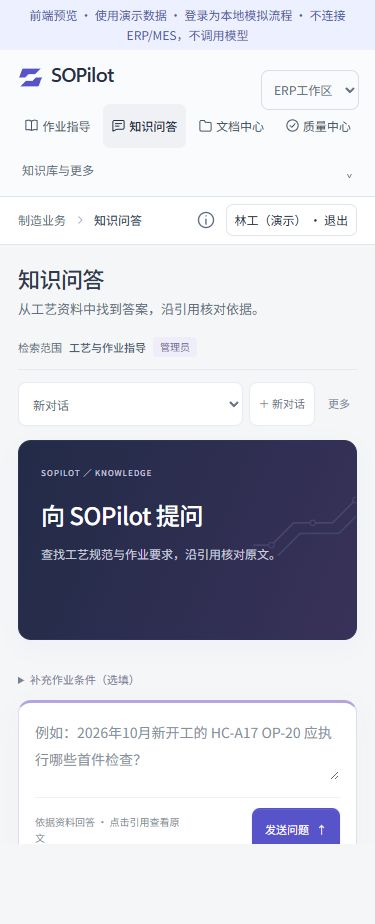 前端预览 • 使用演示数据 • 登录为本地模拟流程 • 不连接
ERP/MES，不调用模型
SOPilot
ERP工作区
作业指导 知识问答 文档中心 质量中心
知识库与更多
制造业务 知识问答 林工（演示） • 退出
知识问答
从工艺资料中找到答案，沿引用核对依据。
检索范围 工艺与作业指导 管理员
新对话 ＋ 新对话 更多
SOPILOT ／ KNOWLEDGE
向 SOPilot 提问
查找工艺规范与作业要求，沿引用核对原文。
▶ 补充作业条件（选填）
例如：2026年10月新开工的 HC-A17 OP-20 应执
行哪些首件检查？
依据资料回答 • 点击引用查看原
文
发送问题 ↑